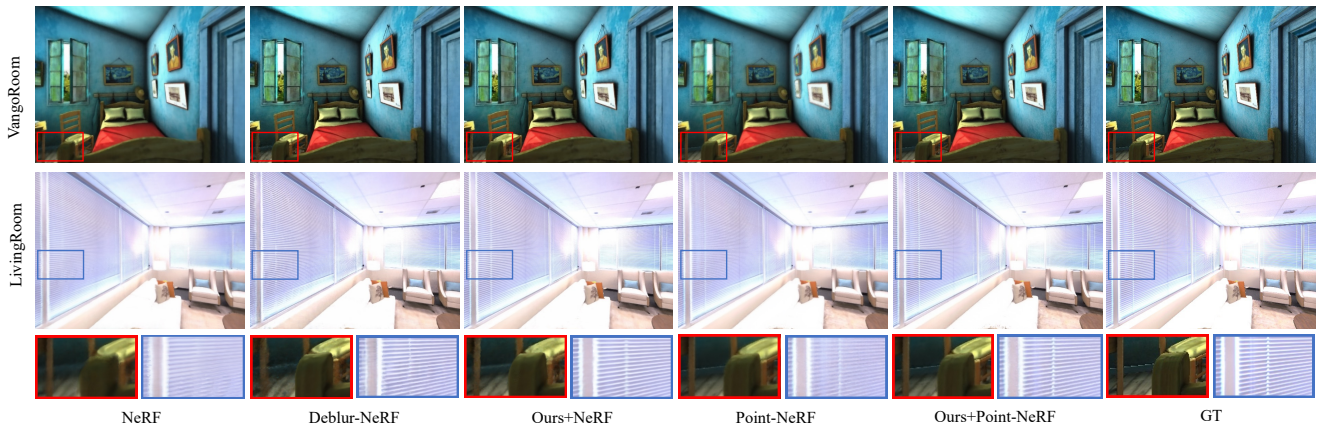 VangoRoom
LivingRoom
NeRF
Deblur-NeRF
Ours+NeRF
Point-NeRF
Ours+Point-NeRF
GT